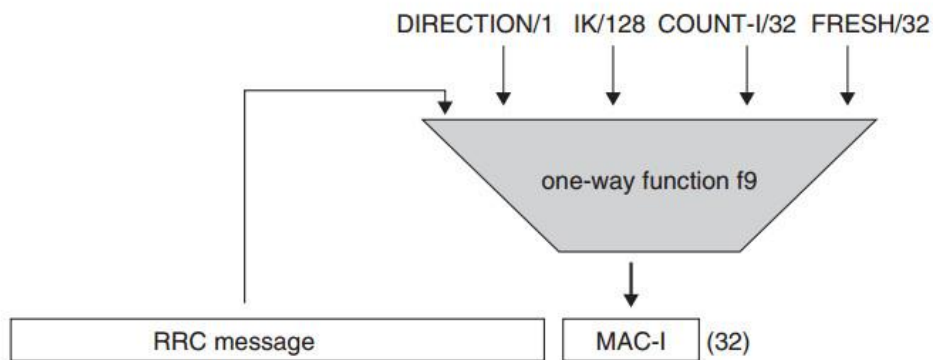 DIRECTION/1 IK/128 COUNT-I/32 FRESH/32
one-way function f9
RRC message MAC-I (32)